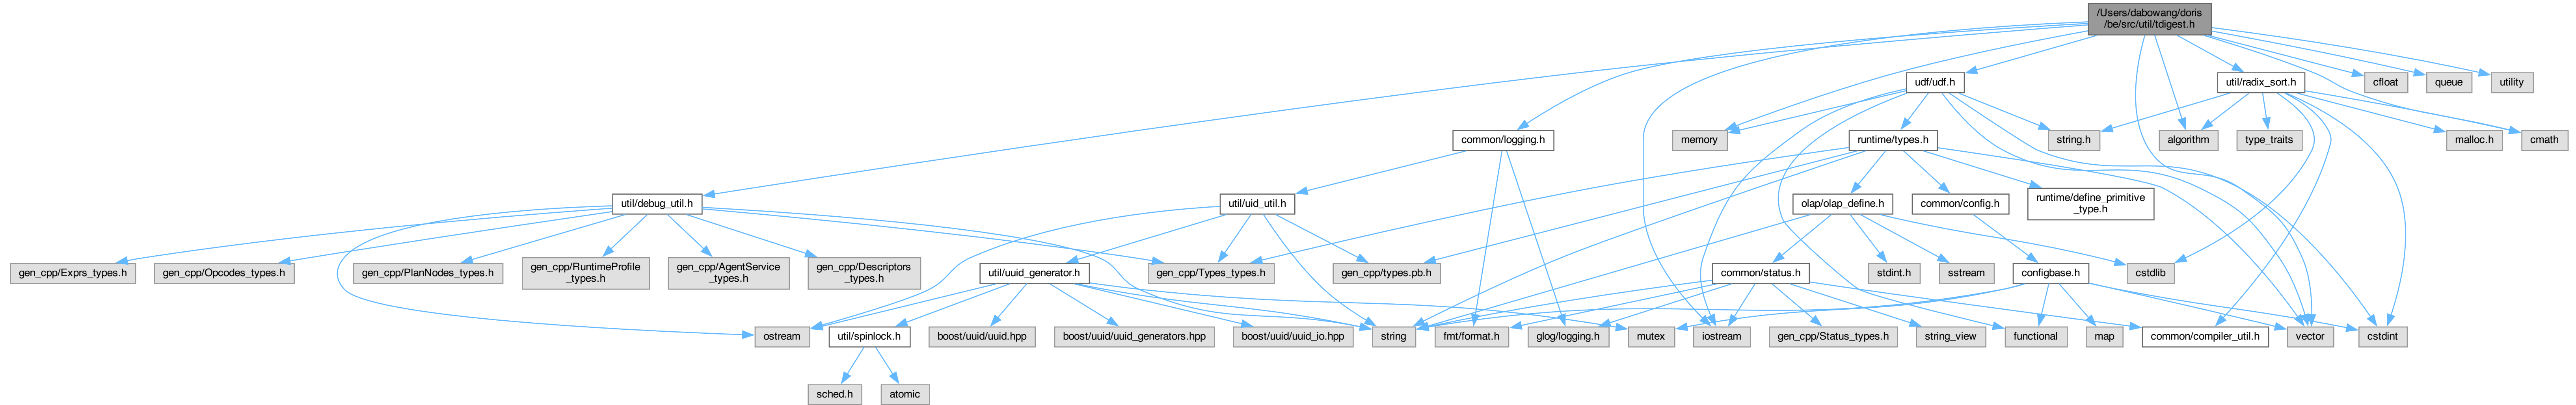 /Users/dabowang/doris
/be/src/util/tdigest.h
udf/udf.h
util/radix_sort.h
cfloat
queue
utility
common/logging.h
memory
runtime/types.h
string.h
algorithm
type_traits
malloc.h
cmath
util/debug_util.h
util/uid_util.h
olap/olap_define.h
common/config.h
runtime/define_primitive
_type.h
gen_cpp/Exprs_types.h
gen_cpp/Opcodes_types.h
gen_cpp/PlanNodes_types.h
gen_cpp/RuntimeProfile
_types.h
gen_cpp/AgentService
_types.h
gen_cpp/Descriptors
_types.h
util/uuid_generator.h
gen_cpp/Types_types.h
gen_cpp/types.pb.h
common/status.h
stdint.h
sstream
configbase.h
cstdlib
ostream
util/spinlock.h
boost/uuid/uuid.hpp
boost/uuid/uuid_generators.hpp
boost/uuid/uuid_io.hpp
string
fmt/format.h
glog/logging.h
mutex
iostream
gen_cpp/Status_types.h
string_view
functional
map
common/compiler_util.h
vector
cstdint
sched.h
atomic